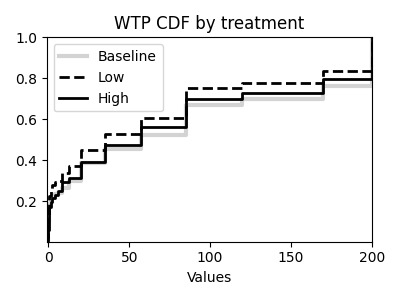 WTP CDF by treatment
1.0
0.8
0.6
0.4
0.2
Baseline
Low
High
0 50 100 150 200
Values